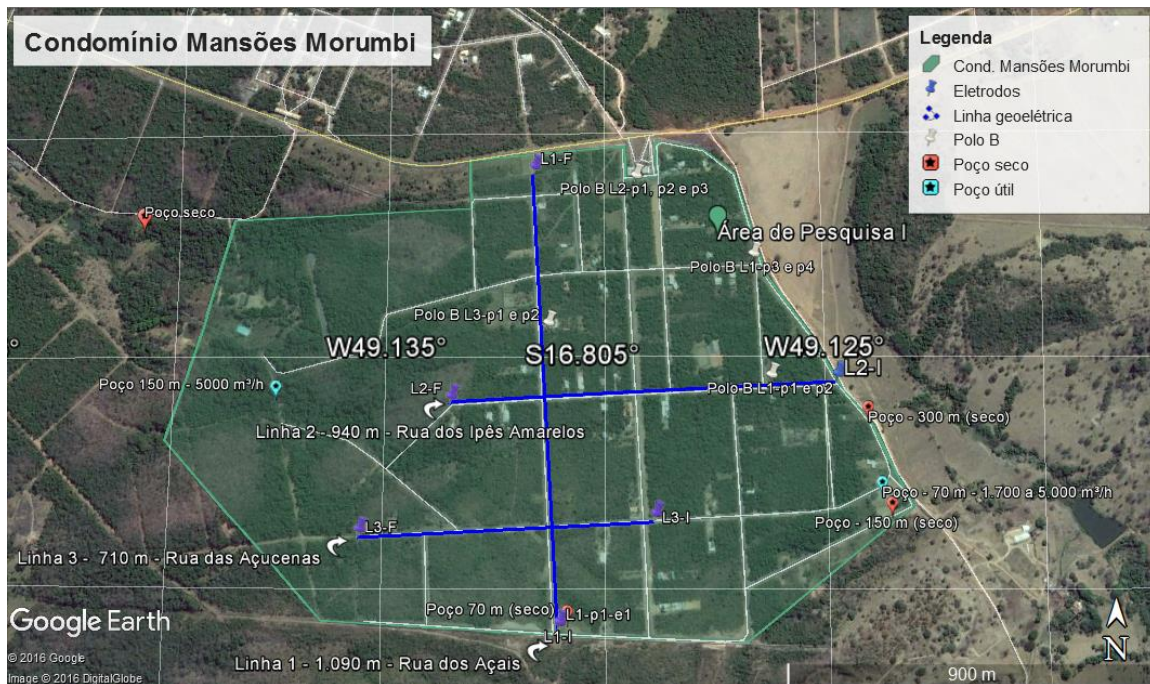 Condomínio Mansões Morumbi
Legenda
Cond. Mansões Morumbi
Eletrodos
Linha geoelétrica
Polo B
Poço seco
Poço útil
L1-F
Polo B L2-p1, p2 e p3
Poço seco
Área de Pesquisa I
Polo B L1-p3 e p4
Polo B L3-p1 e p2
W49.135°
S16.805°
W49.125°
L2-I
Poço 150 m - 5000 m³/h
L2-F
Polo B L1-p1 e p2
Poço - 300 m (seco)
Linha 2 - 940 m - Rua dos Ipês Amarelos
Poço - 70 m - 1.700 a 5.000 m³/h
L3-I
Poço - 150 m (seco)
L3-F
Linha 3 - 710 m - Rua das Açucenas
Poço 70 m (seco)
L1-p1-e1
L1-I
Linha 1 - 1.090 m - Rua dos Açais
Google Earth
© 2016 Google
Image © 2016 DigitalGlobe
N
900 m